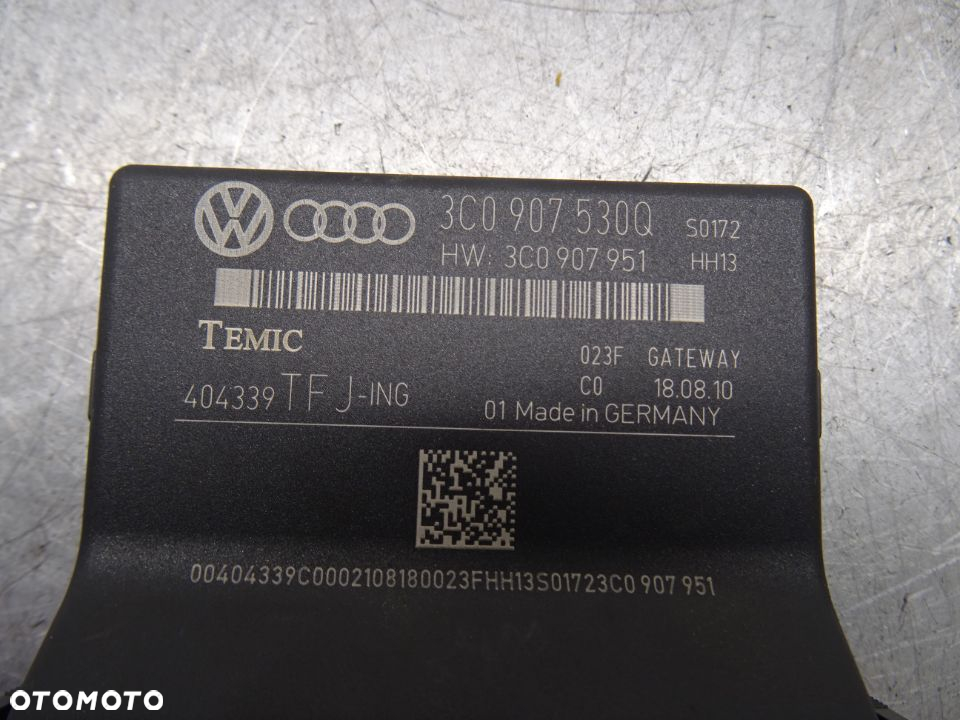 3C0 907 530Q S0172
HW: 3C0 907 951 HH13
TEMIC
023F GATEWAY
404339 TFJ-ING C0 18.08.10
01 Made in GERMANY
00404339C0002108180023FHH13S01723C0 907 951
OTOMOTO